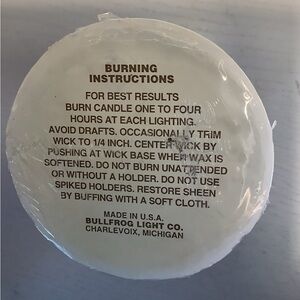 BURNING
INSTRUCTIONS
FOR BEST RESULTS
BURN CANDLE ONE TO FOUR
HOURS AT EACH LIGHTING.
AVOID DRAFTS. OCCASIONALLY TRIM
WICK TO 1/4 INCH. CENTER WICK BY
PUSHING AT WICK BASE WHEN WAX IS
SOFTENED. DO NOT BURN UNATTENDED
OR WITHOUT A HOLDER. DO NOT USE
SPIKED HOLDERS. RESTORE SHEEN
BY BUFFING WITH A SOFT CLOTH.
MADE IN U.S.A.
BULLFROG LIGHT CO.
CHARLEVOIX, MICHIGAN